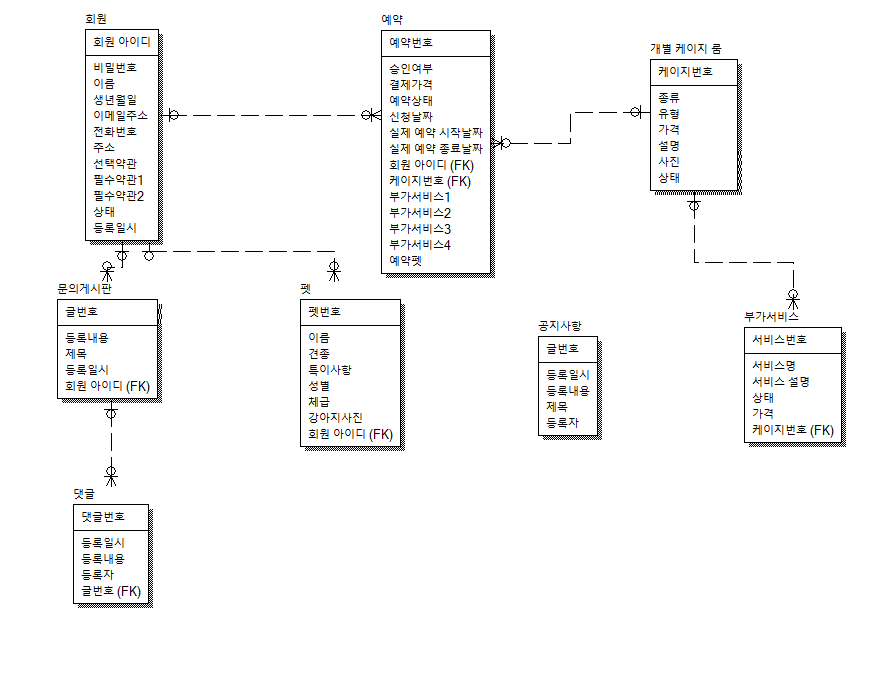 회원
회원 아이디
비밀번호
이름
생년월일
이메일주소
전화번호
주소
선택약관
필수약관1
필수약관2
상태
등록일시
예약
예약번호
승인여부
결제가격
예약상태
신청날짜
실제 예약 시작날짜
실제 예약 종료날짜
회원 아이디 (FK)
케이지번호 (FK)
부가서비스1
부가서비스2
부가서비스3
부가서비스4
예약펫
개별 케이지 룸
케이지번호
종류
유형
가격
설명
사진
상태
문의게시판
글번호
등록내용
제목
등록일시
회원 아이디 (FK)
펫
펫번호
이름
견종
특이사항
성별
체급
강아지사진
회원 아이디 (FK)
공지사항
글번호
등록일시
등록내용
제목
등록자
부가서비스
서비스번호
서비스명
서비스 설명
상태
가격
케이지번호 (FK)
댓글
댓글번호
등록일시
등록내용
등록자
글번호 (FK)